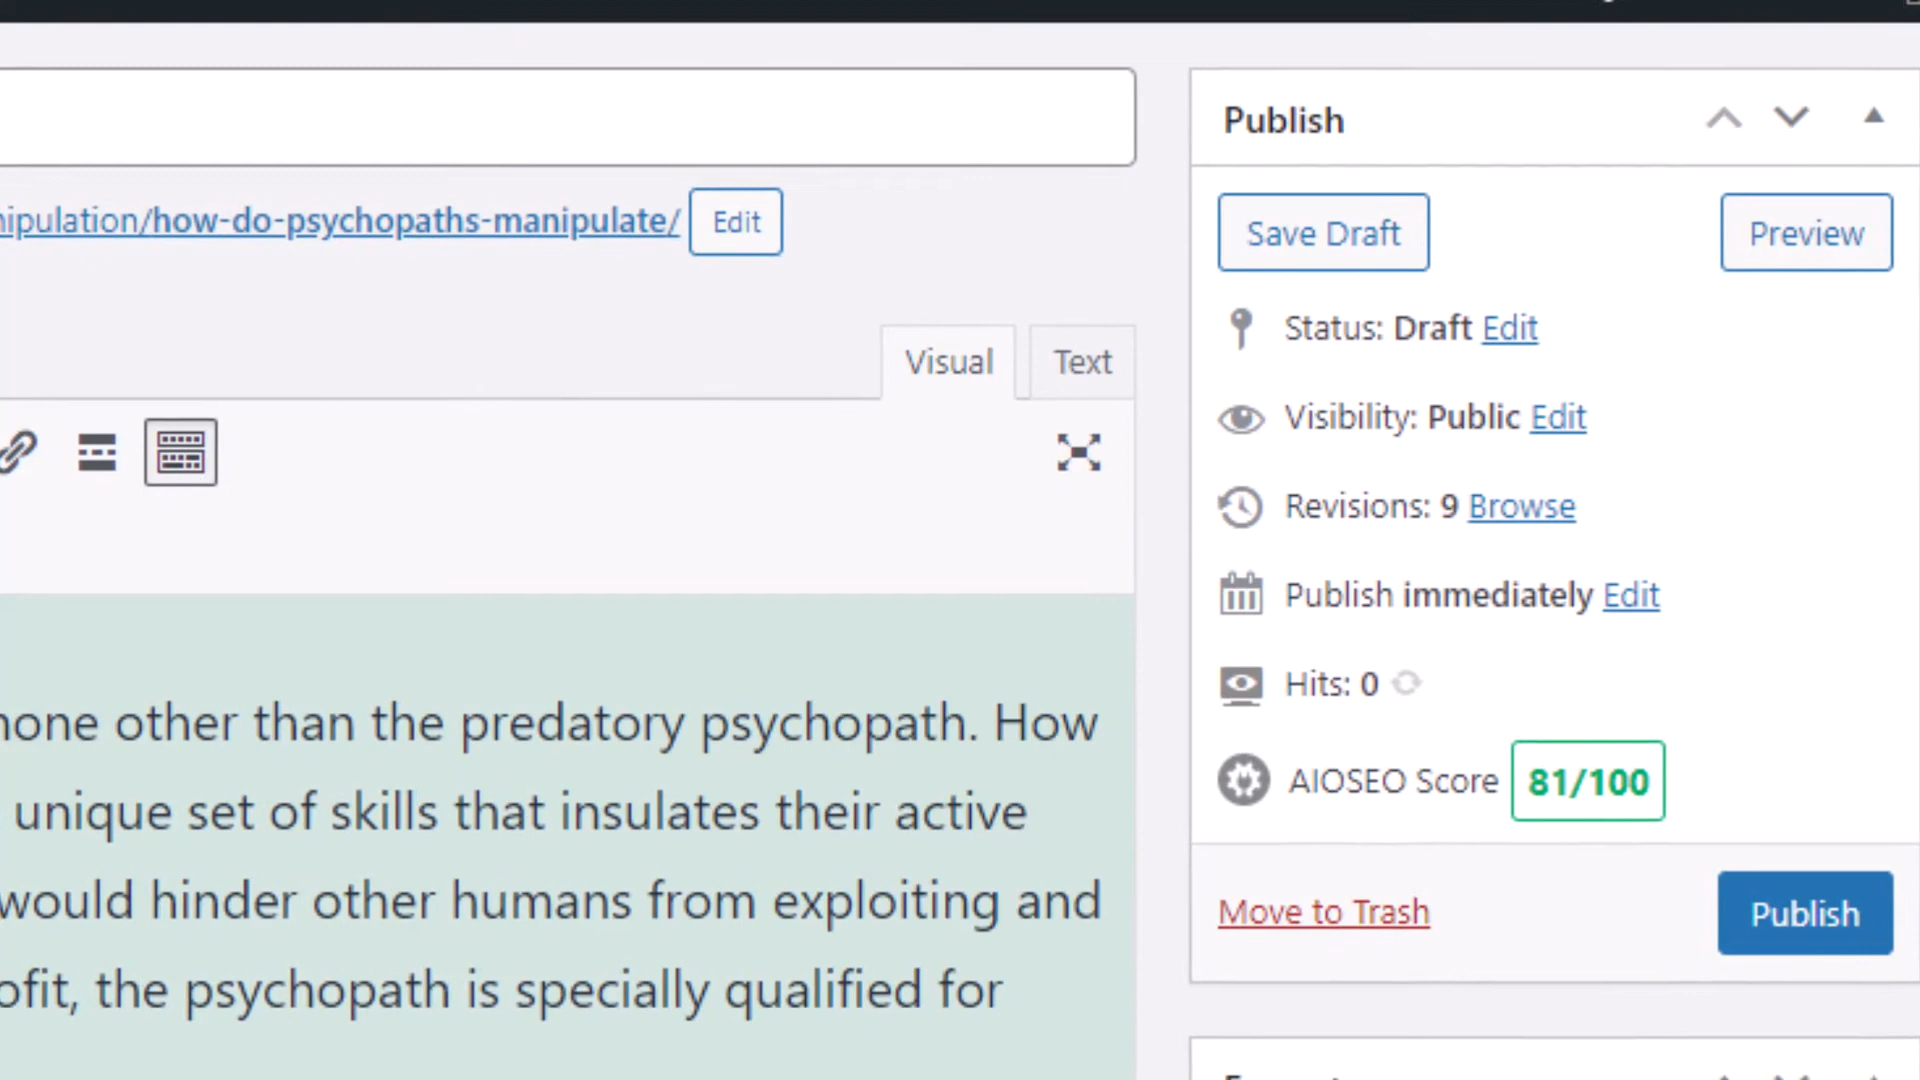 Publish
nipulation/how-do-psychopaths-manipulate/ Edit
Save Draft Preview
Status: Draft Edit
Visual Text
Visibility: Public Edit
Revisions: 9 Browse
Publish immediately Edit
Hits: 0
none other than the predatory psychopath. How
AIOSEO Score 81/100
unique set of skills that insulates their active
would hinder other humans from exploiting and
Move to Trash Publish
ofit, the psychopath is specially qualified for